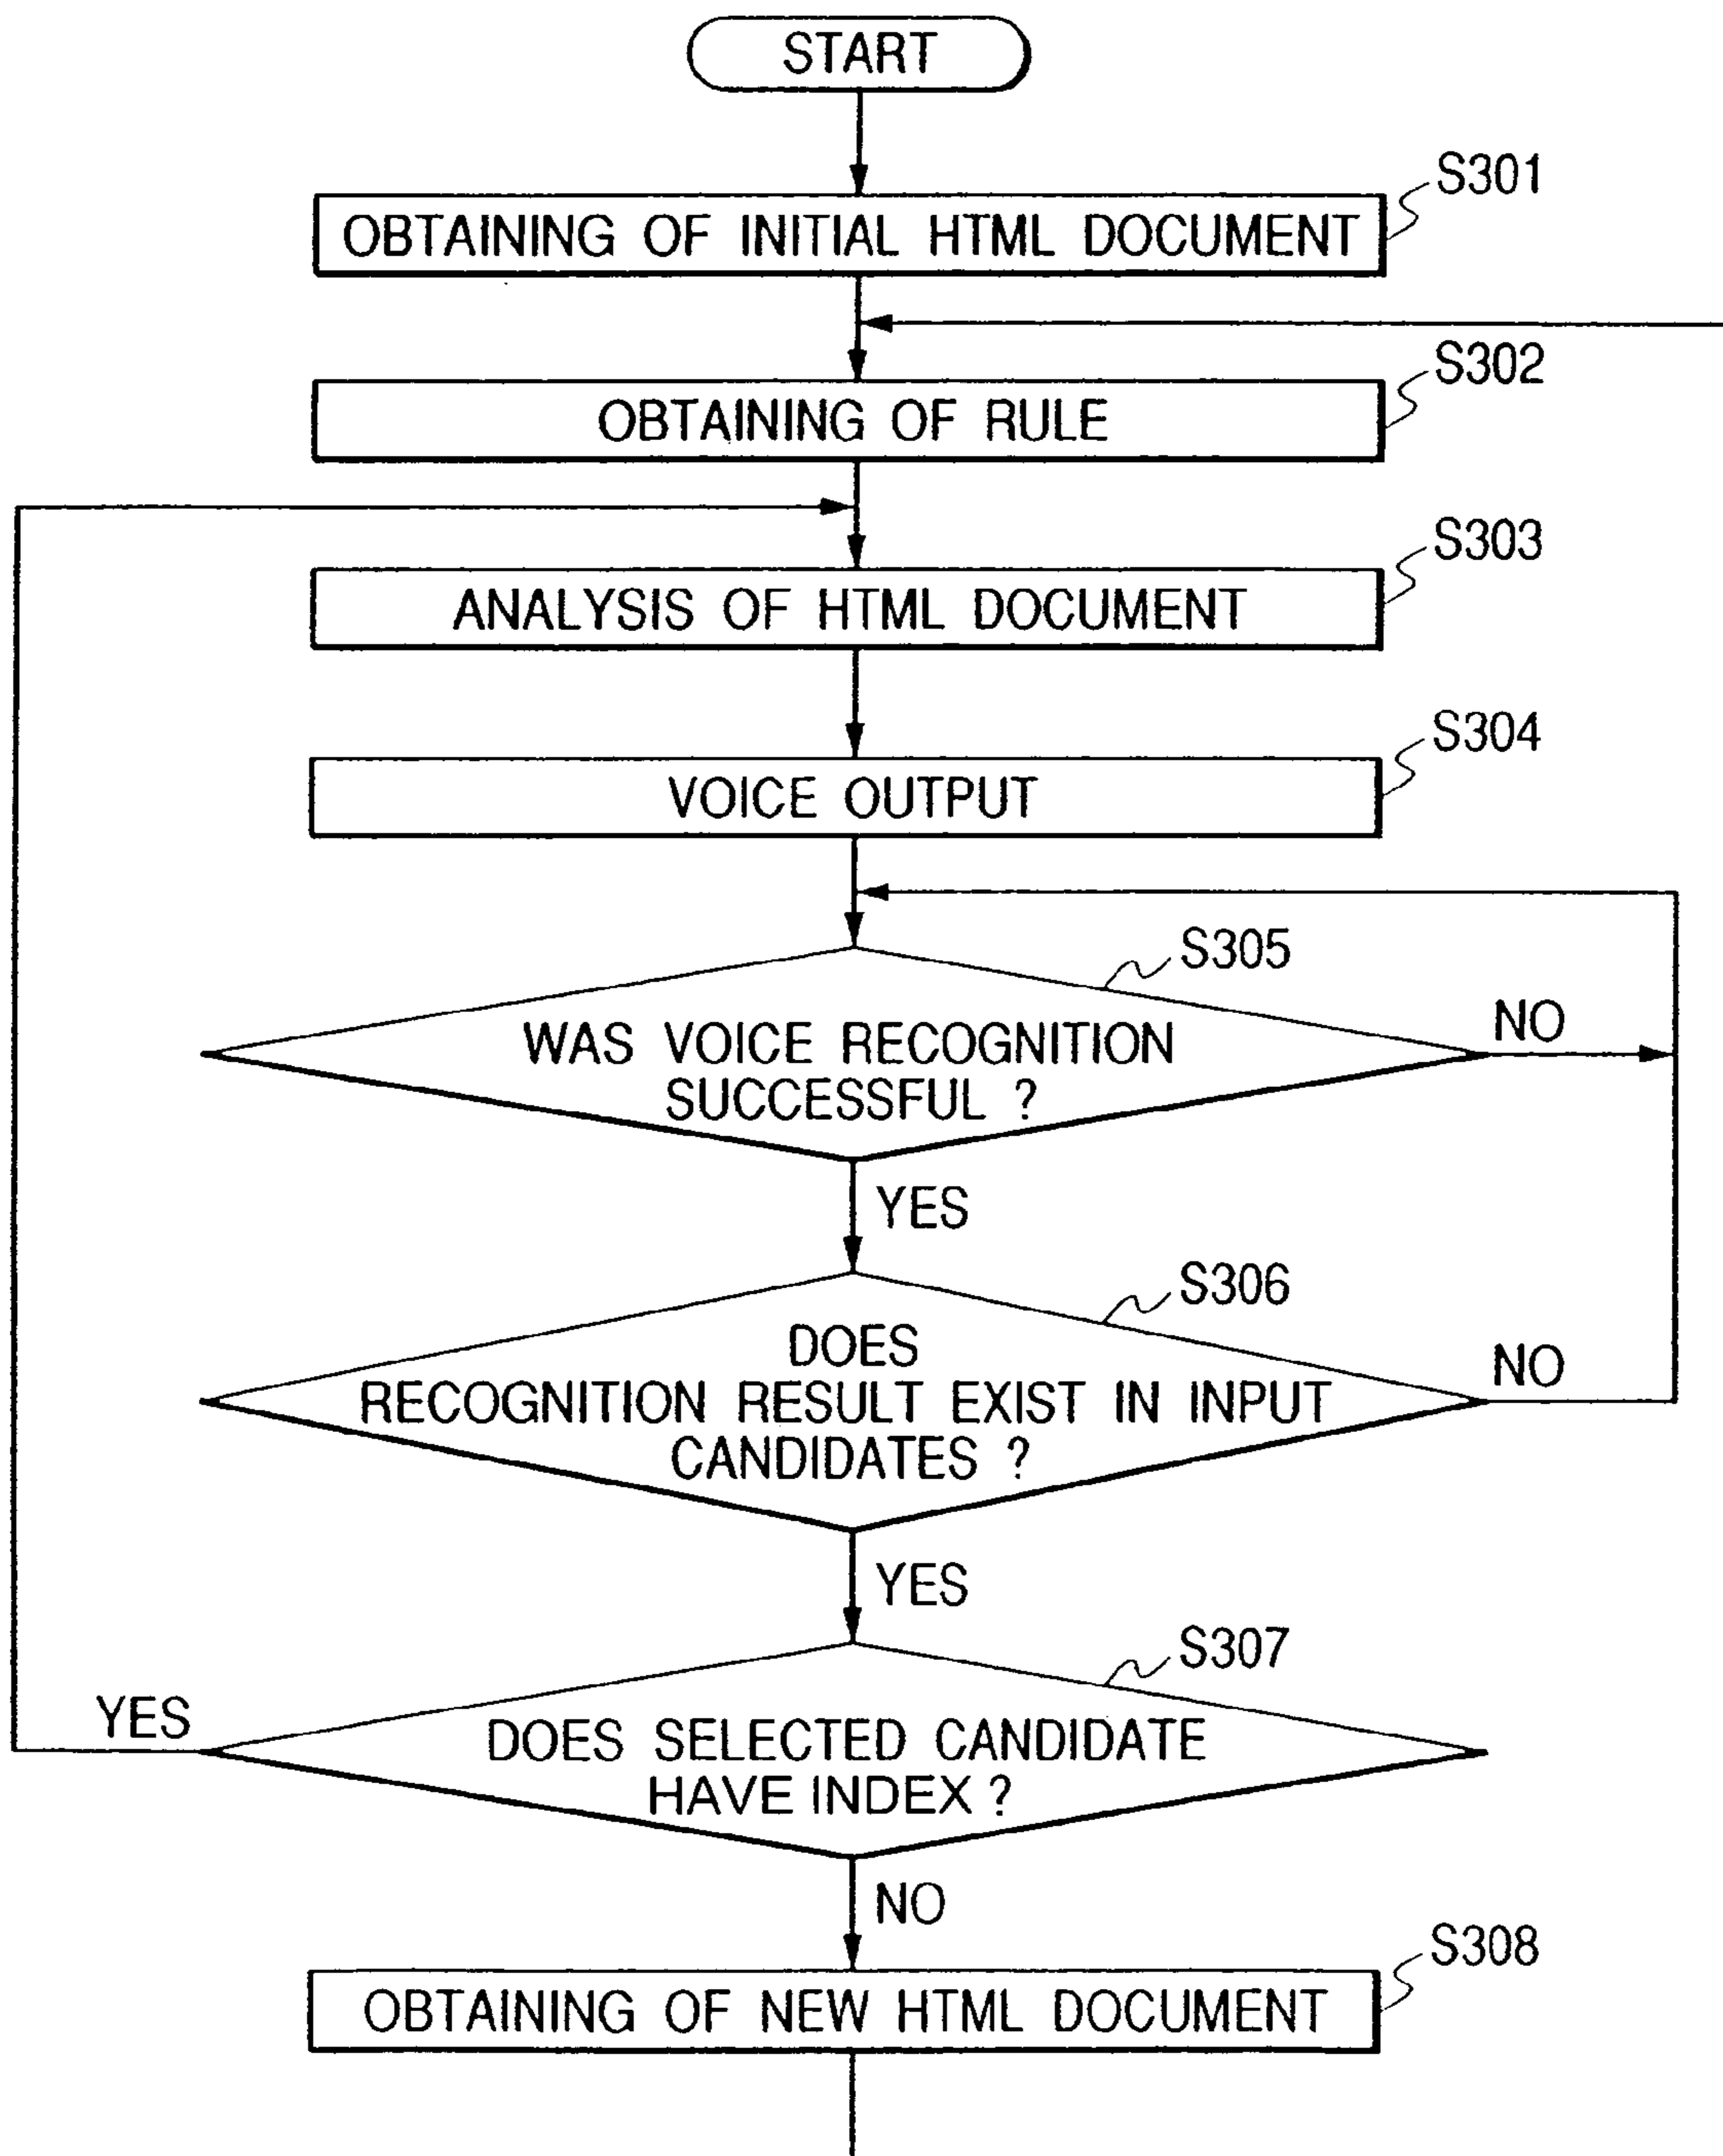 START
S301
OBTAINING OF INITIAL HTML DOCUMENT
S302
OBTAINING OF RULE
S303
ANALYSIS OF HTML DOCUMENT
S304
VOICE OUTPUT
S305
NO
WAS VOICE RECOGNITION
SUCCESSFUL ?
YES
S306
DOES
NO
RECOGNITION RESULT EXIST IN INPUT
CANDIDATES ?
YES
S307
YES
DOES SELECTED CANDIDATE
HAVE INDEX ?
NO
S308
OBTAINING OF NEW HTML DOCUMENT